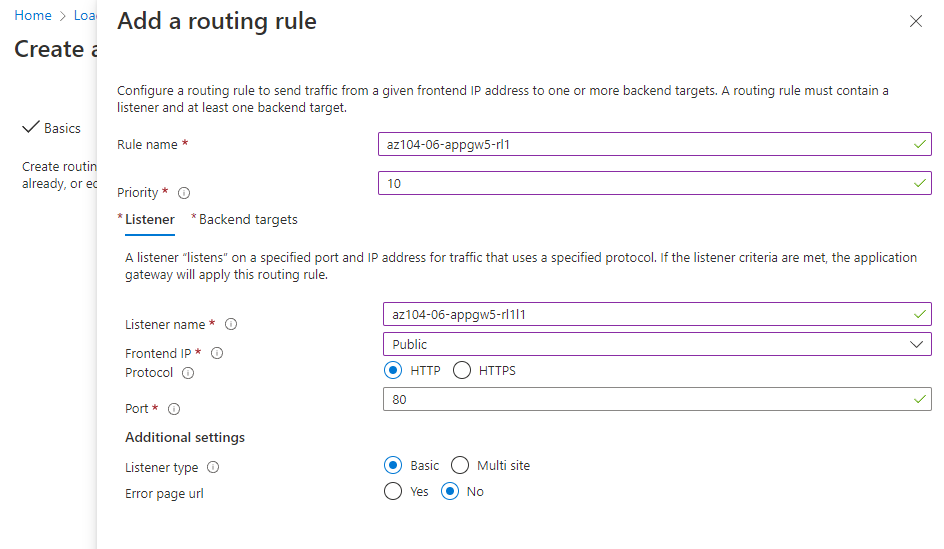 Home > Loa
Create a
Basics
Create routin
already, or ec
Add a routing rule
Configure a routing rule to send traffic from a given frontend IP address to one or more backend targets. A routing rule must contain a
listener and at least one backend target.
Rule name *
az104-06-appgw5-rl1
Priority *
10
* Listener * Backend targets
A listener “listens” on a specified port and IP address for traffic that uses a specified protocol. If the listener criteria are met, the application
gateway will apply this routing rule.
Listener name *
az104-06-appgw5-rl1l1
Frontend IP *
Public
Protocol
HTTP HTTPS
Port *
80
Additional settings
Listener type
Basic Multi site
Error page url
Yes No